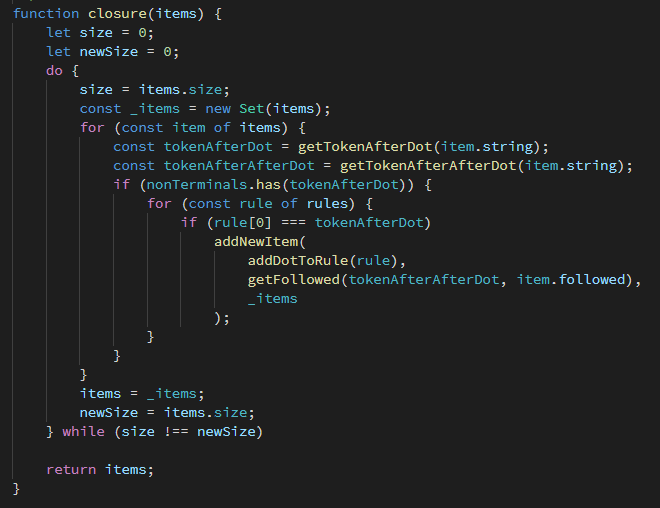 function closure(items) {
    let size = 0;
    let newSize = 0;
    do {
        size = items.size;
        const _items = new Set(items);
        for (const item of items) {
            const tokenAfterDot = getTokenAfterDot(item.string);
            const tokenAfterAfterDot = getTokenAfterAfterDot(item.string);
            if (nonTerminals.has(tokenAfterDot)) {
                for (const rule of rules) {
                    if (rule[0] === tokenAfterDot)
                        addNewItem(
                            addDotToRule(rule),
                            getFollowed(tokenAfterAfterDot, item.followed),
                            _items
                        );
                }
            }
        }
        items = _items;
        newSize = items.size;
    } while (size !== newSize)

    return items;
}